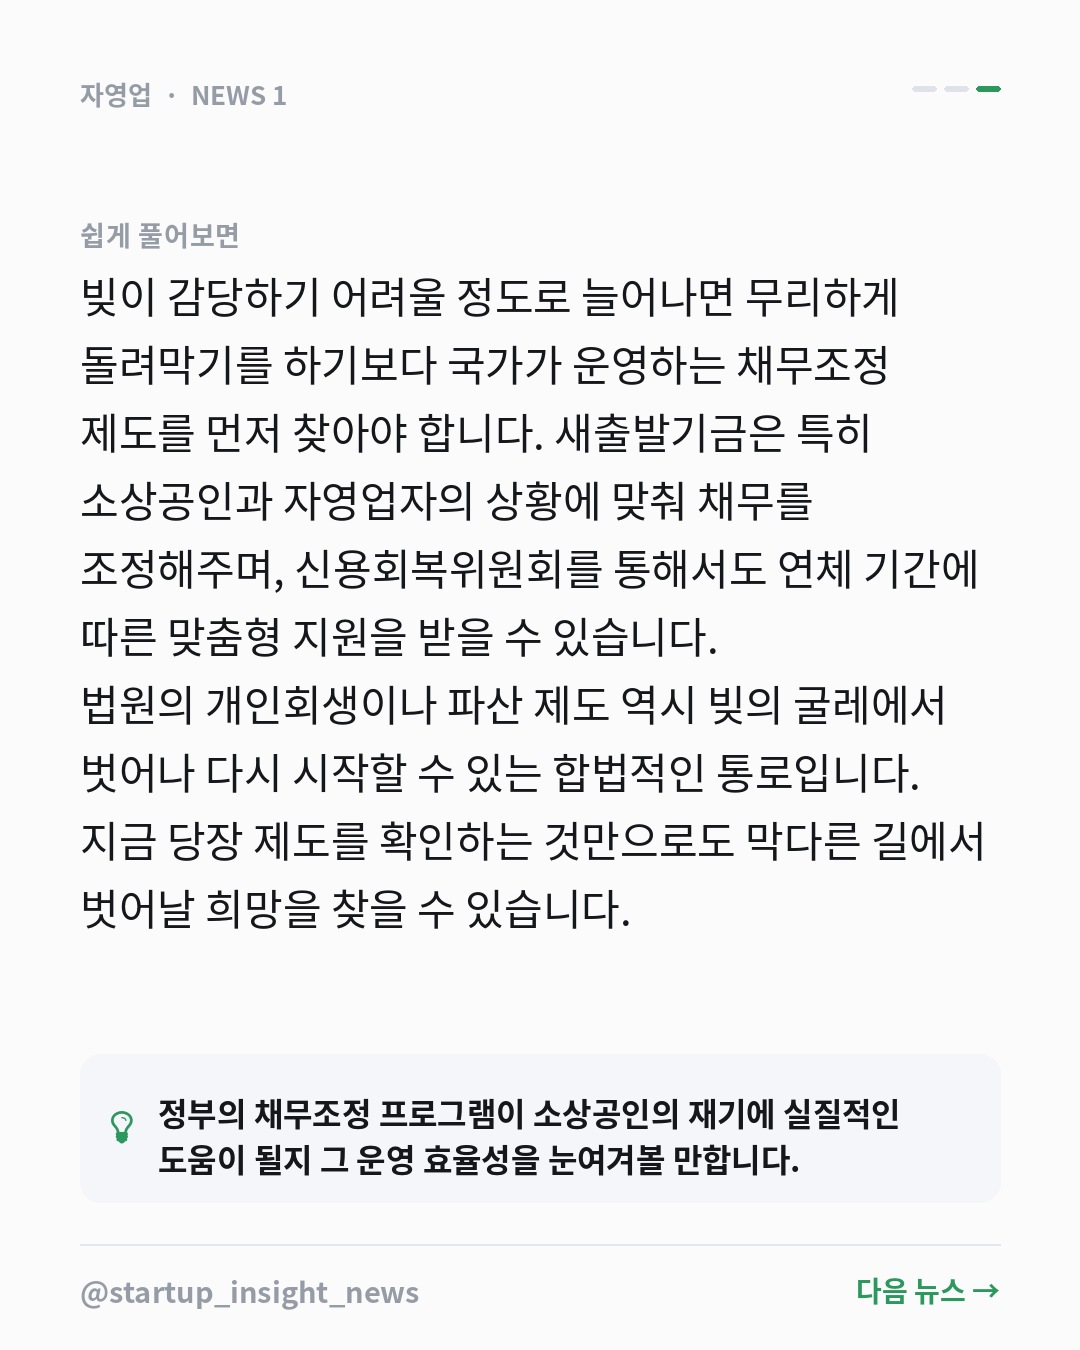 자영업 · NEWS 1
쉽게 풀어보면
빚이 감당하기 어려울 정도로 늘어나면 무리하게
돌려막기를 하기보다 국가가 운영하는 채무조정
제도를 먼저 찾아야 합니다. 새출발기금은 특히
소상공인과 자영업자의 상황에 맞춰 채무를
조정해주며, 신용회복위원회를 통해서도 연체 기간에
따른 맞춤형 지원을 받을 수 있습니다.
법원의 개인회생이나 파산 제도 역시 빚의 굴레에서
벗어나 다시 시작할 수 있는 합법적인 통로입니다.
지금 당장 제도를 확인하는 것만으로도 막다른 길에서
벗어날 희망을 찾을 수 있습니다.
정부의 채무조정 프로그램이 소상공인의 재기에 실질적인
도움이 될지 그 운영 효율성을 눈여겨볼 만합니다.
@startup_insight_news
다음 뉴스 →